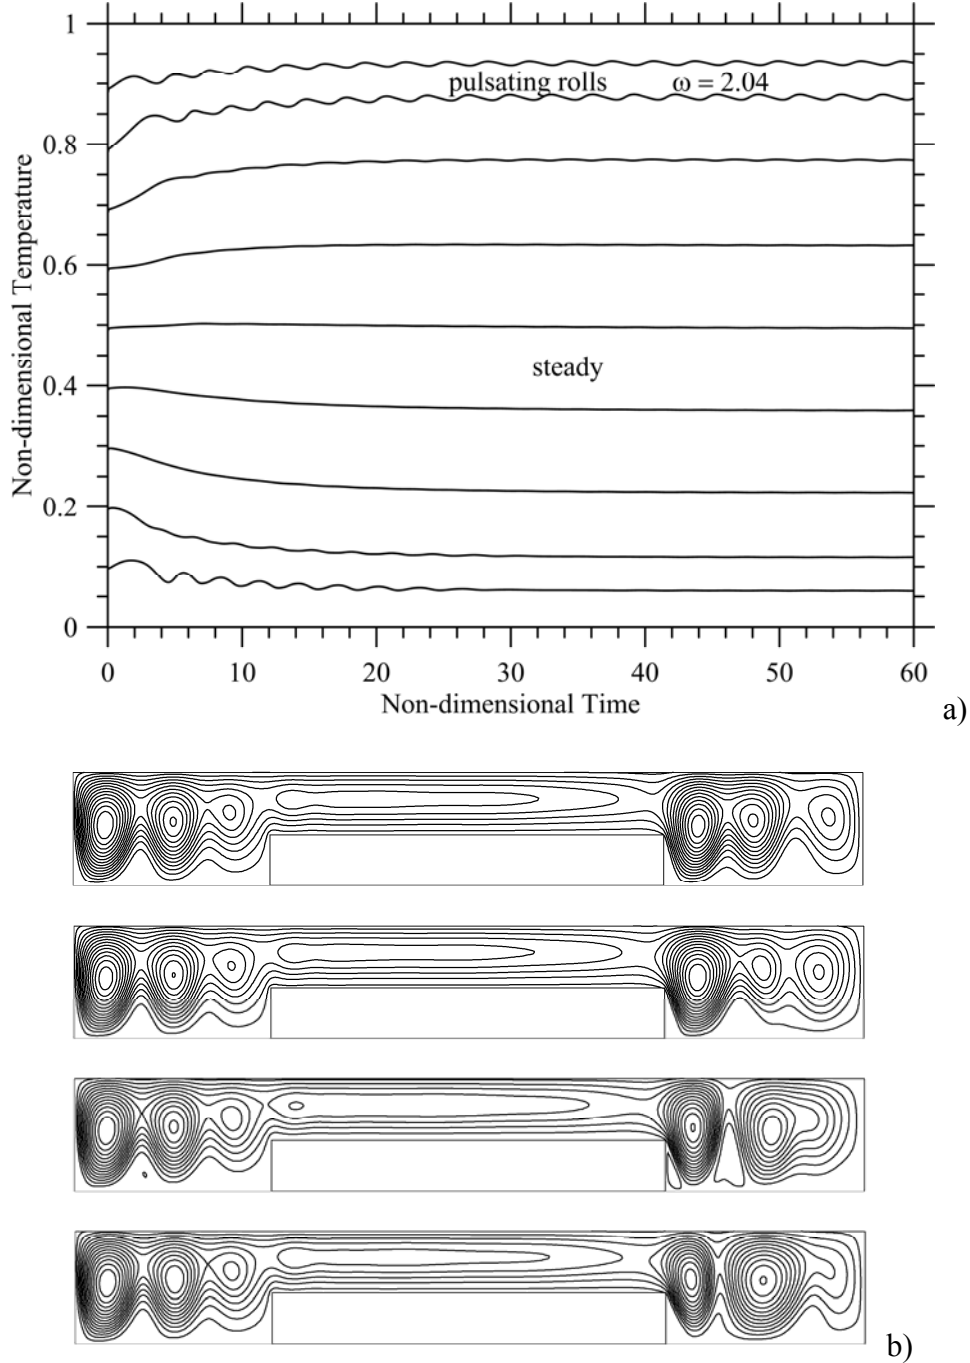 1
pulsating rolls ω = 2.04
0.8
0.6
steady
0.4
0.2
0
0 10 20 30 40 50 60
Non-dimensional Temperature
Non-dimensional Time
a)
b)